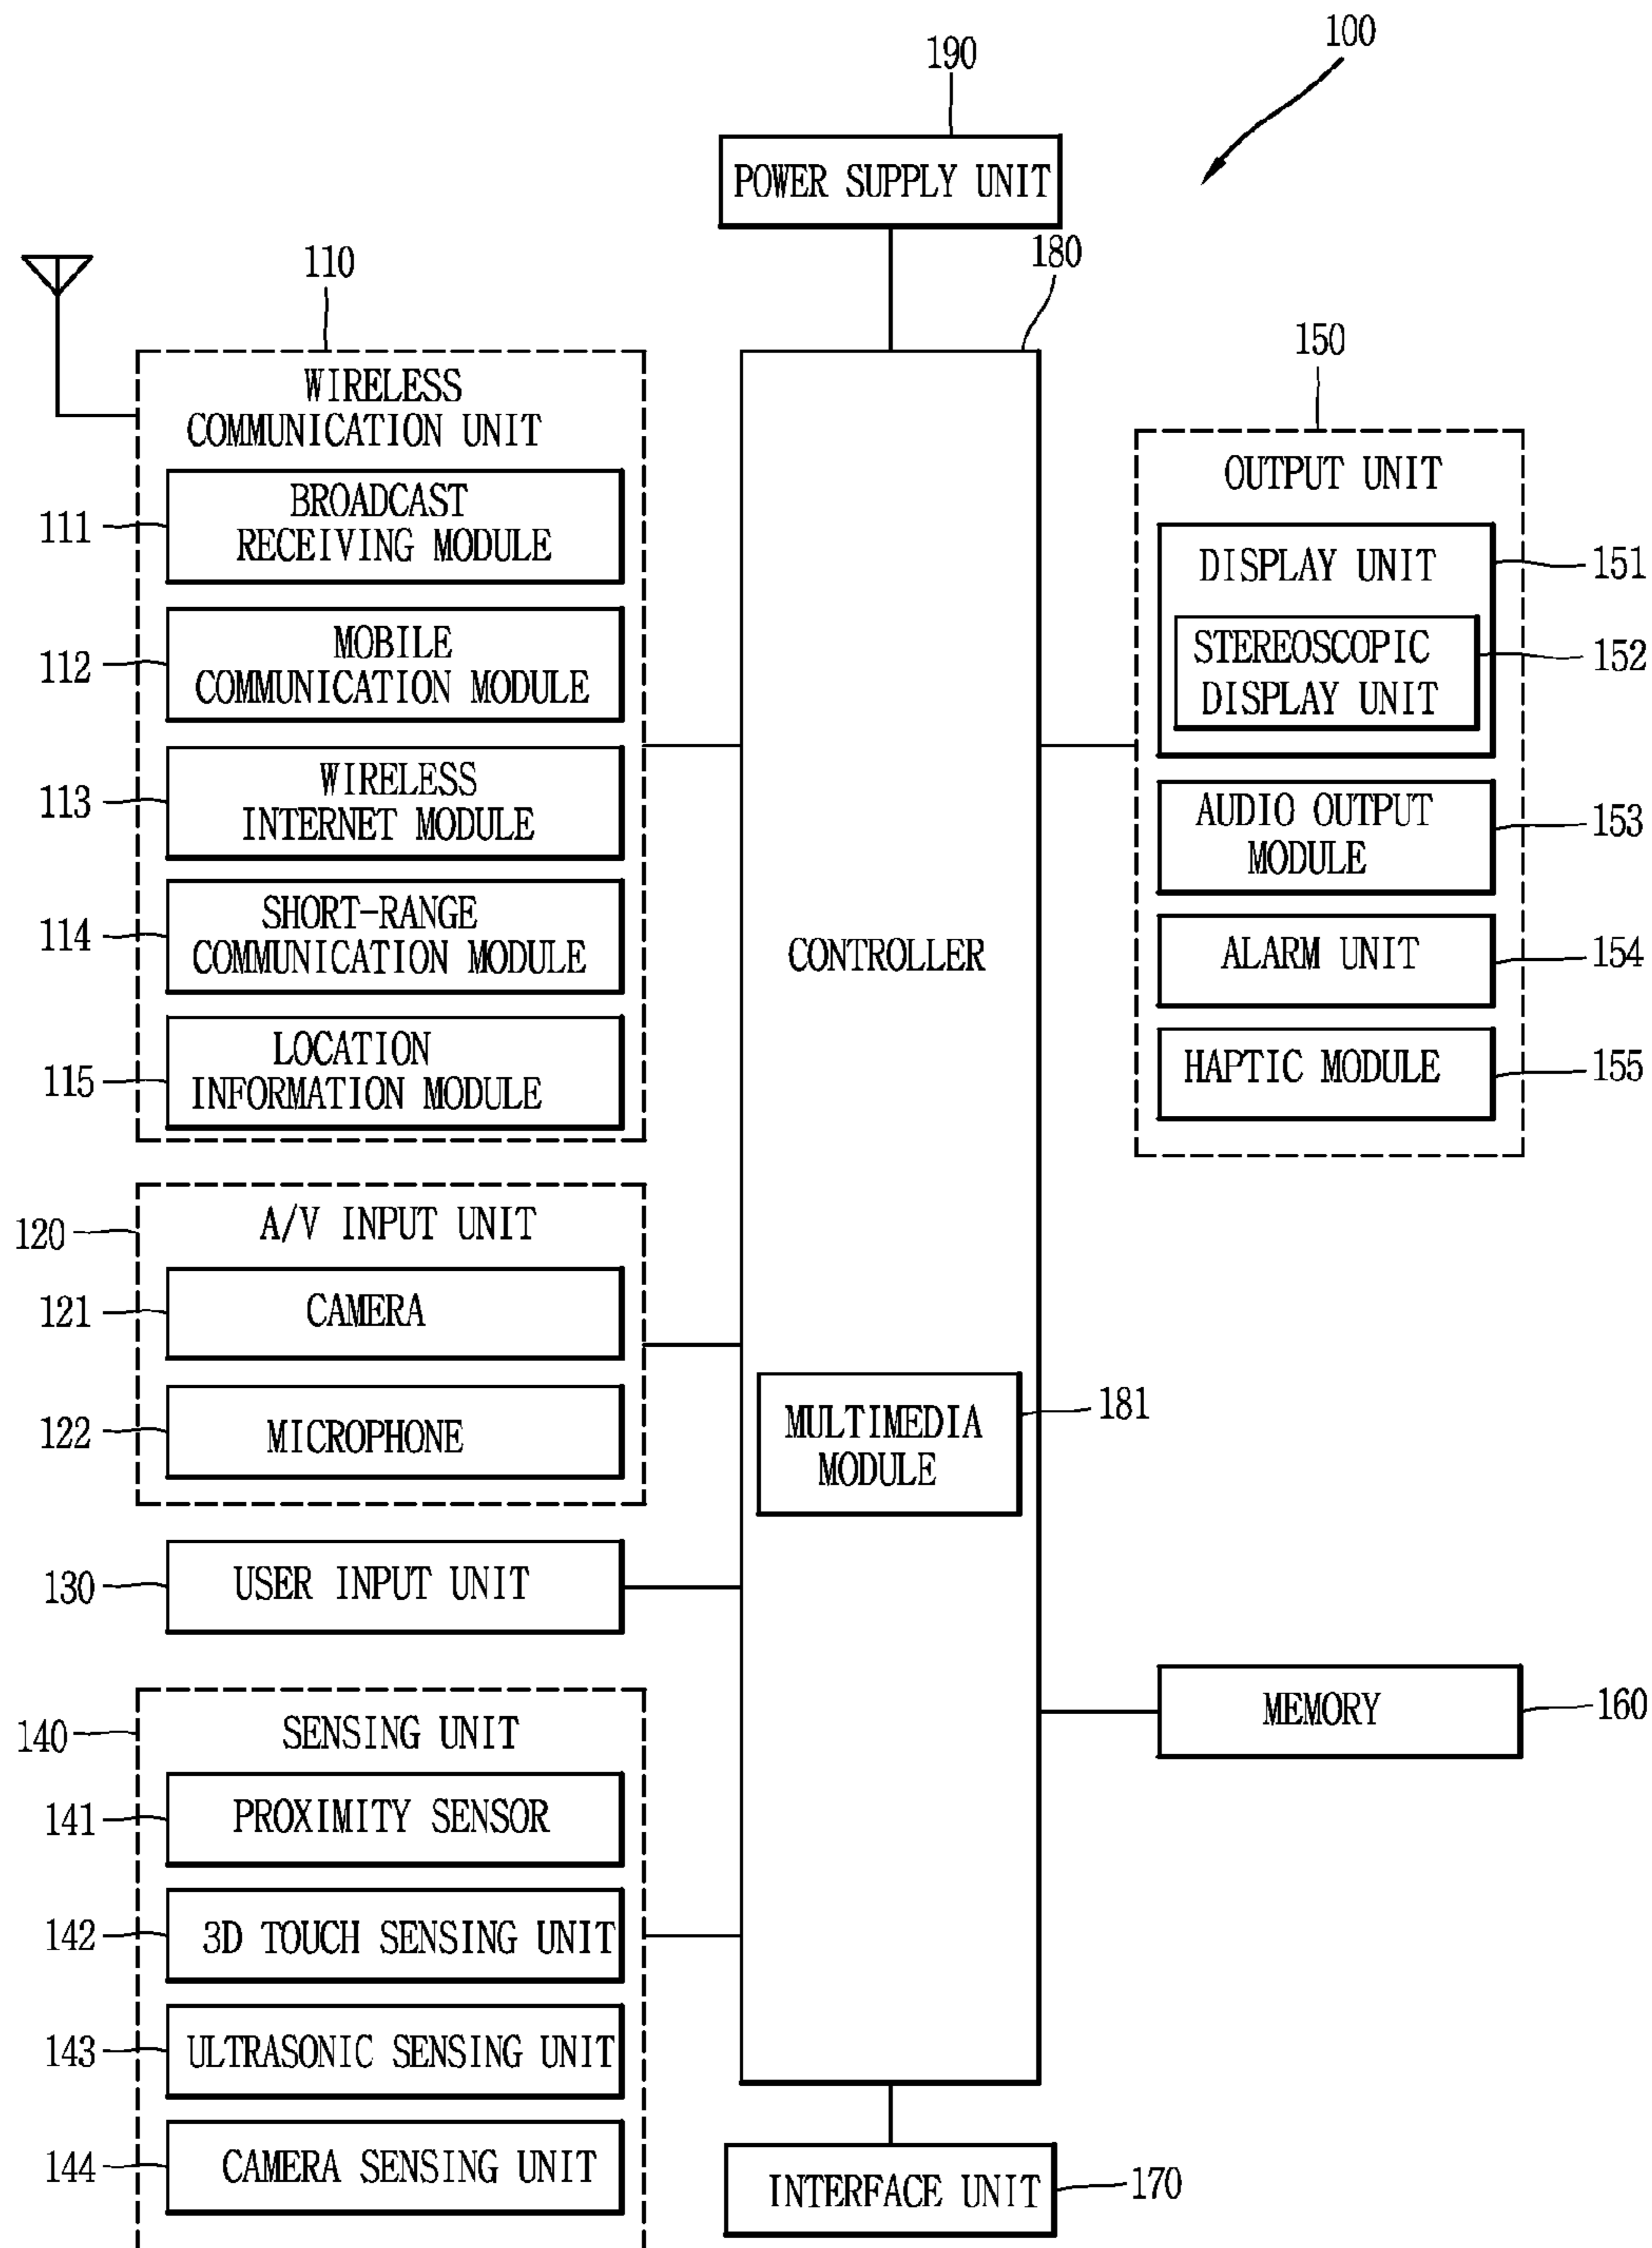 100
190
POWER SUPPLY UNIT
180
110
WIRELESS
COMMUNICATION UNIT
111
BROADCAST
RECEIVING MODULE
112
MOBILE
COMMUNICATION MODULE
113
WIRELESS
INTERNET MODULE
114
SHORT-RANGE
COMMUNICATION MODULE
115
LOCATION
INFORMATION MODULE
120
A/V INPUT UNIT
121
CAMERA
122
MICROPHONE
130
USER INPUT UNIT
140
SENSING UNIT
141
PROXIMITY SENSOR
142
3D TOUCH SENSING UNIT
143
ULTRASONIC SENSING UNIT
144
CAMERA SENSING UNIT
CONTROLLER
MULTIMEDIA
MODULE
181
150
OUTPUT UNIT
DISPLAY UNIT
151
STEREOSCOPIC
DISPLAY UNIT
152
AUDIO OUTPUT
MODULE
153
ALARM UNIT
154
HAPTIC MODULE
155
MEMORY
160
INTERFACE UNIT
170